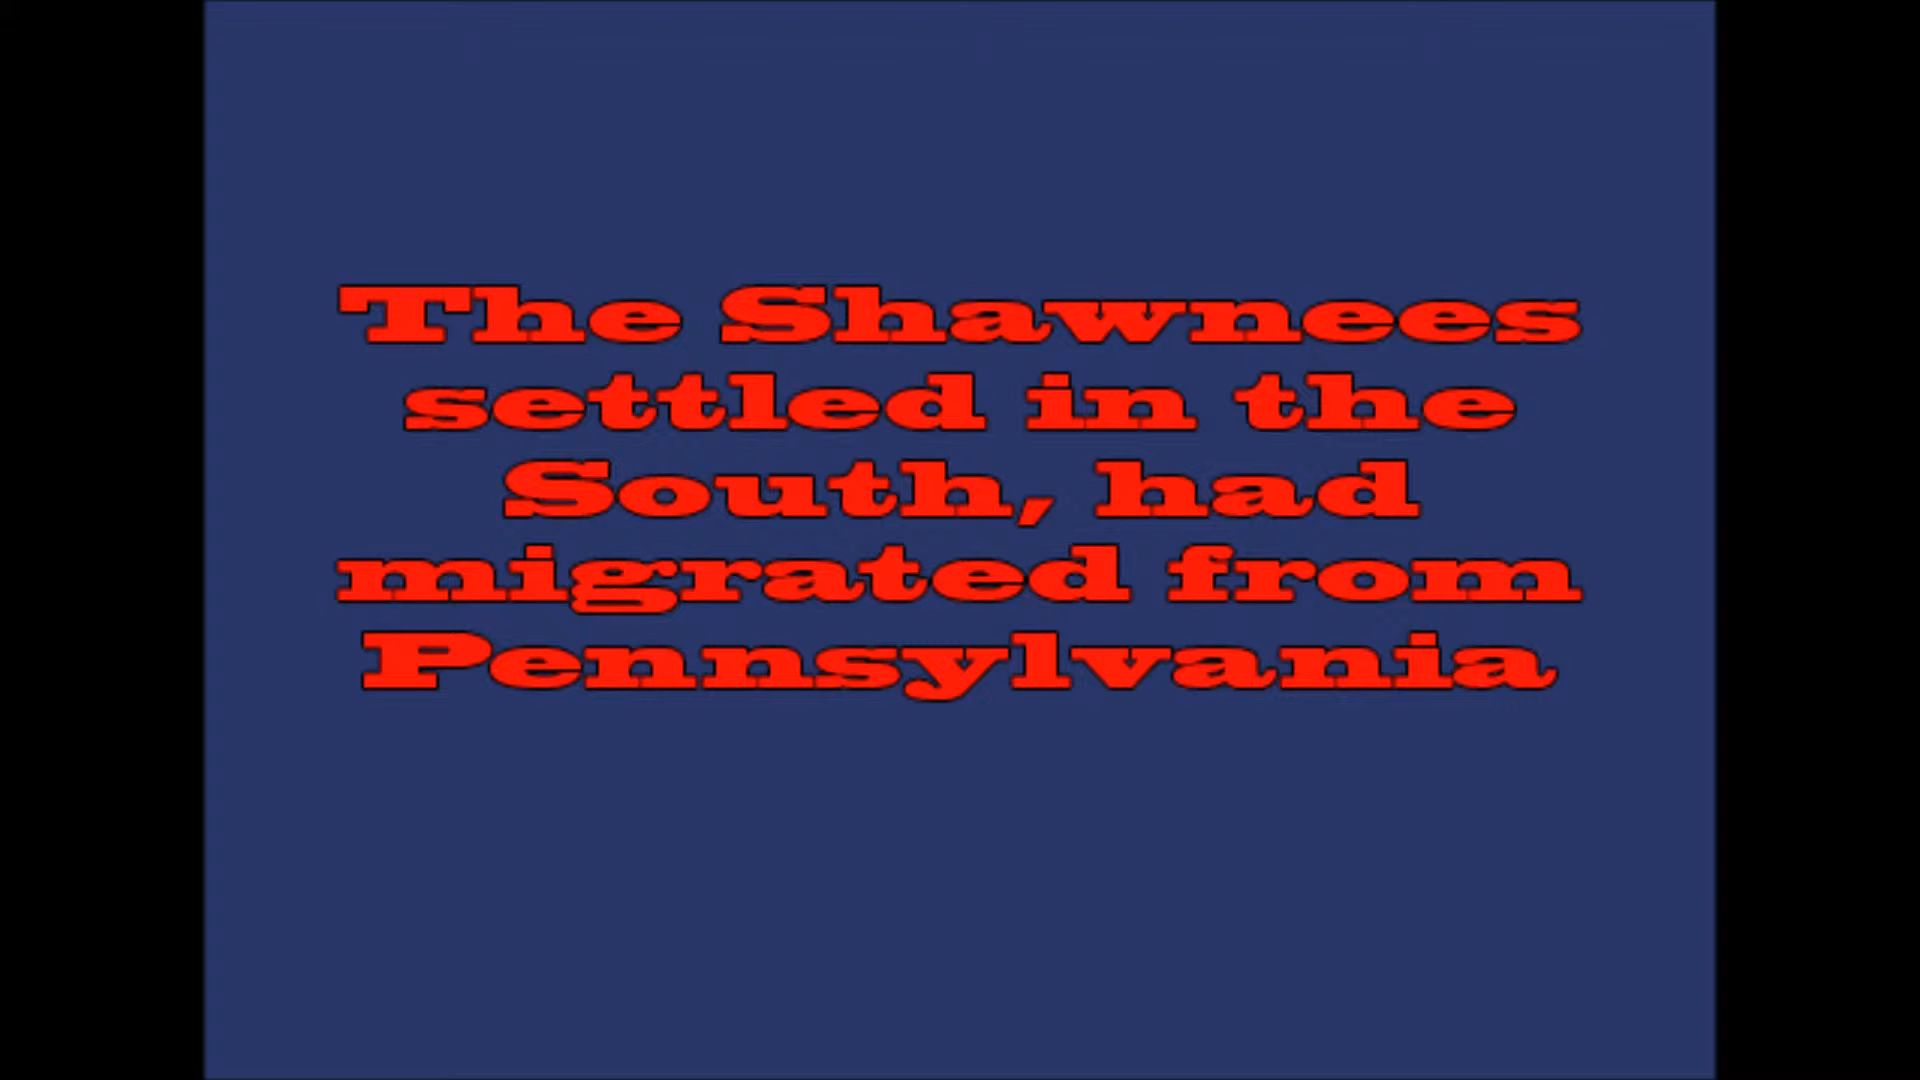 The Shawnees
settled in the
South, had
migrated from
Pennsylvania